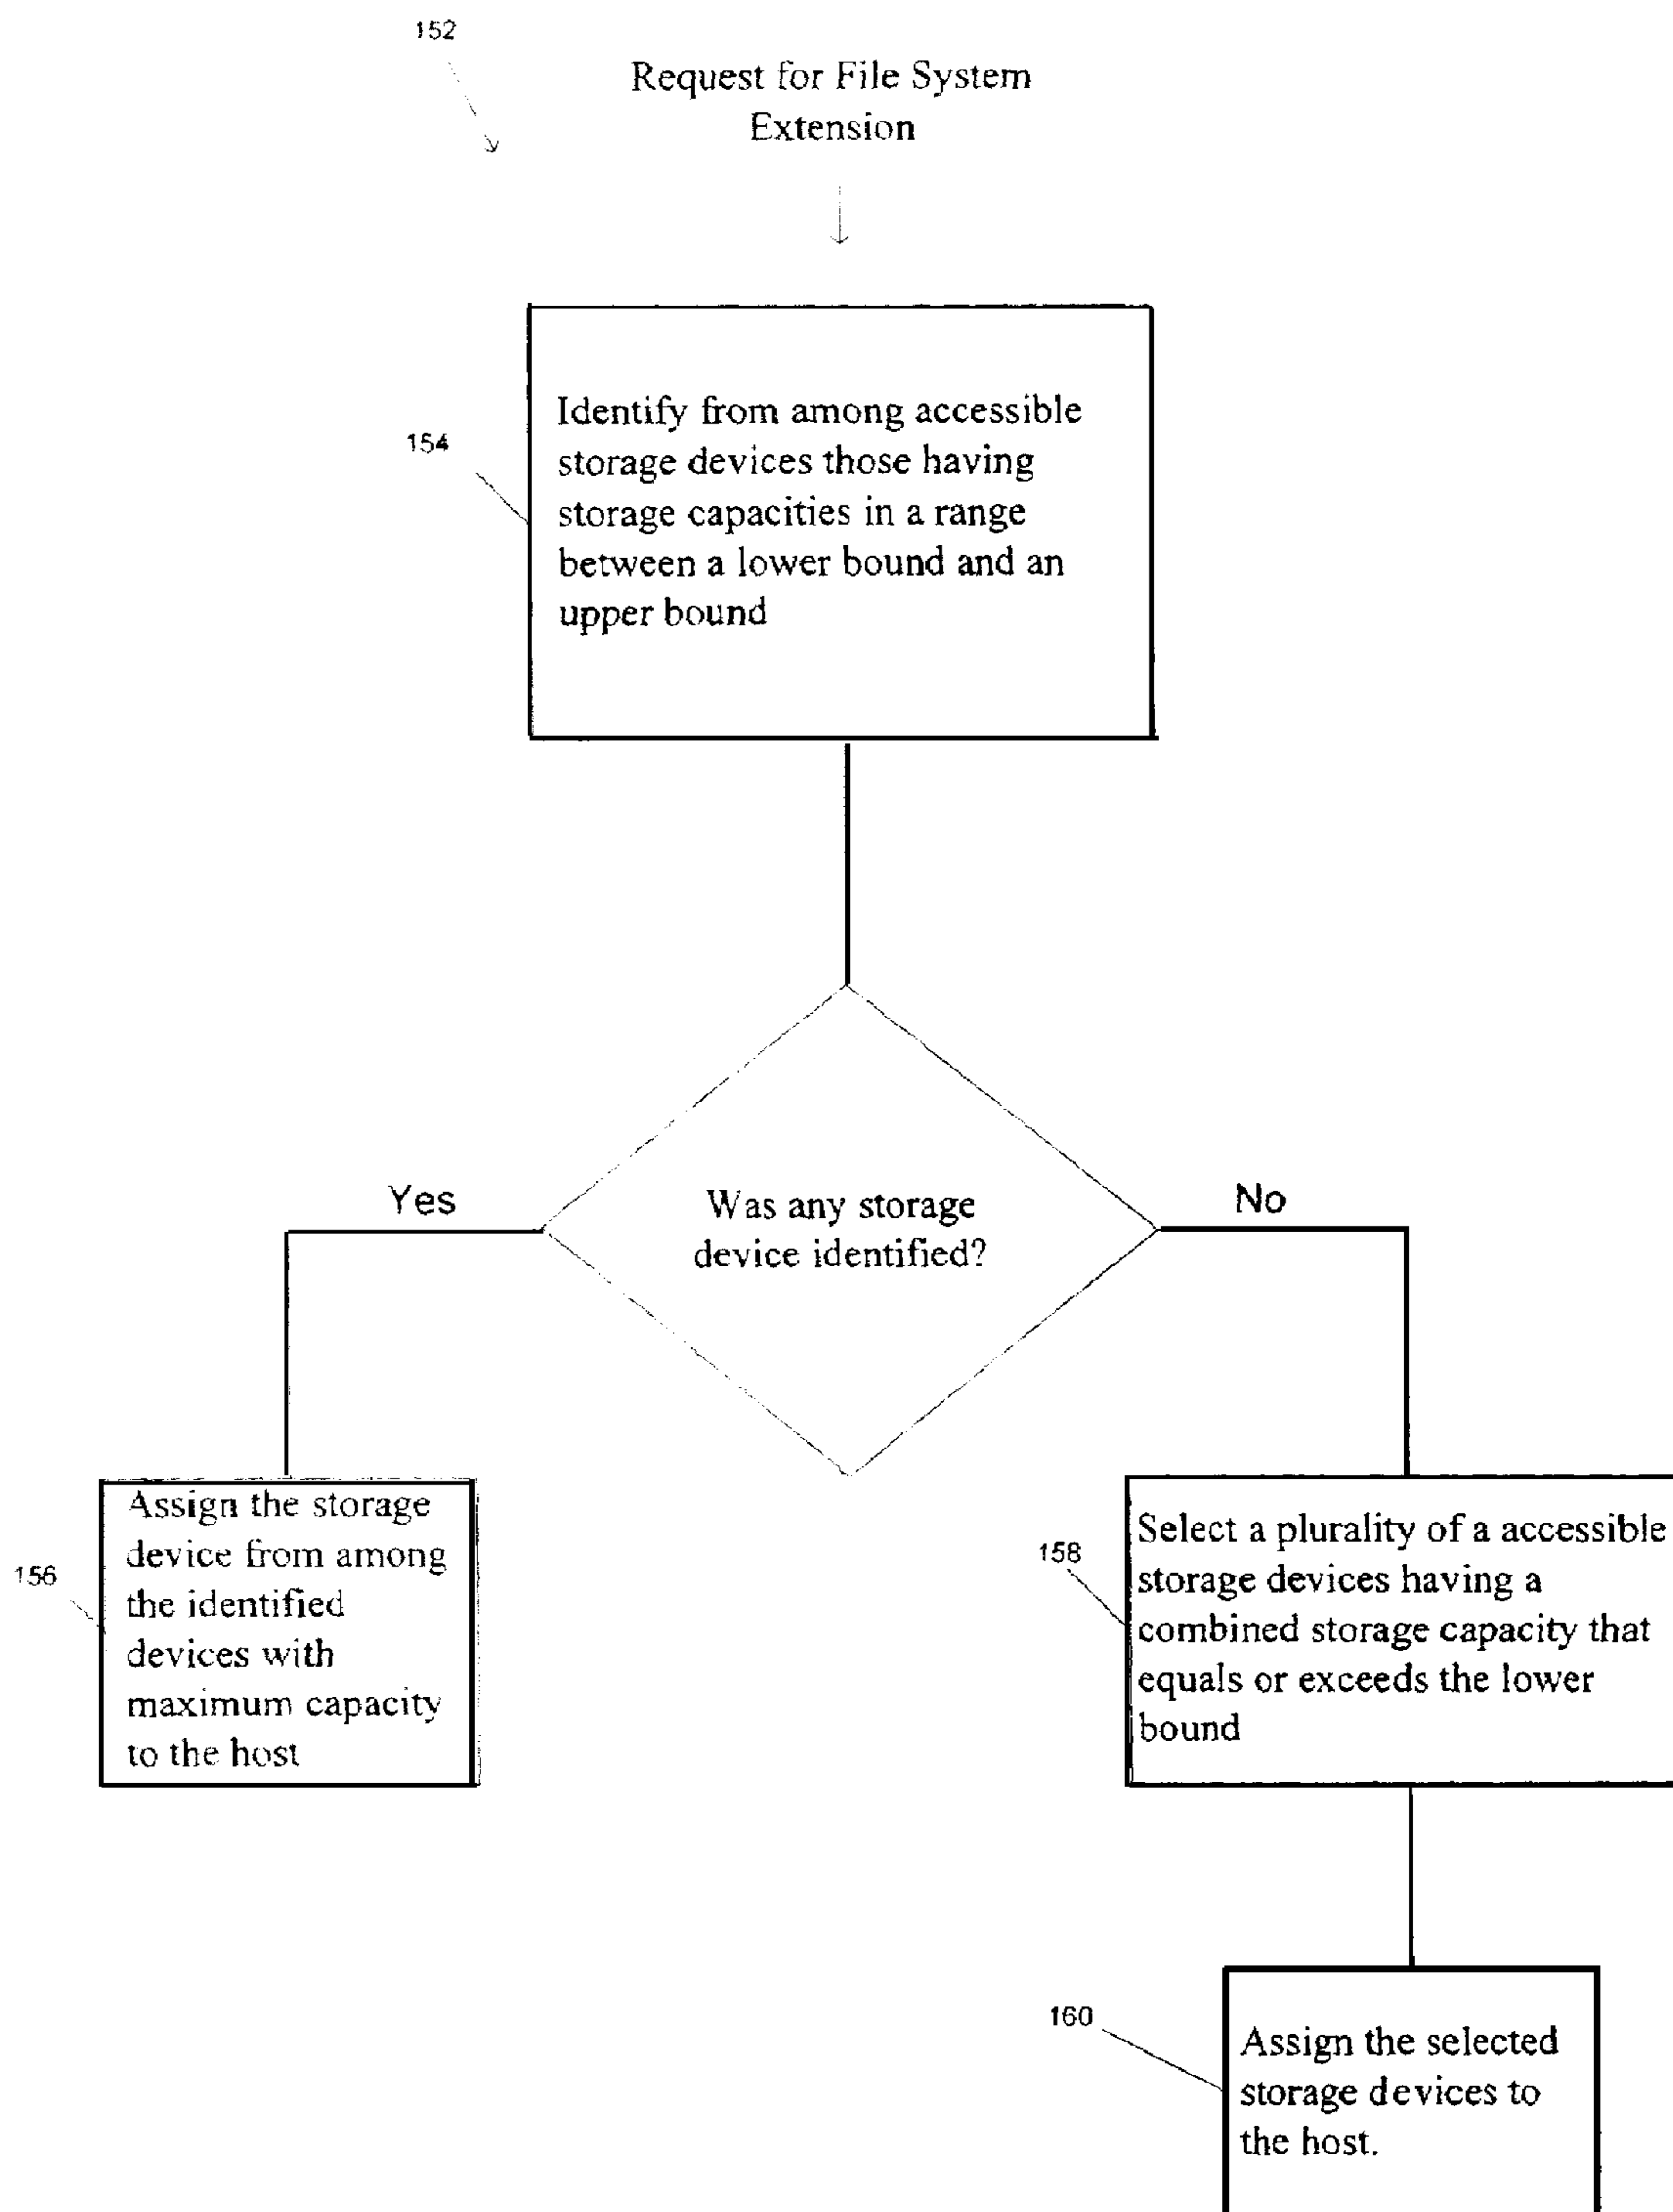 152
Request for File System
Extension
154
Identify from among accessible
storage devices those having
storage capacities in a range
between a lower bound and an
upper bound
Yes
Was any storage
device identified?
No
156
Assign the storage
device from among
the identified
devices with
maximum capacity
to the host
158
Select a plurality of a accessible
storage devices having a
combined storage capacity that
equals or exceeds the lower
bound
160
Assign the selected
storage devices to
the host.